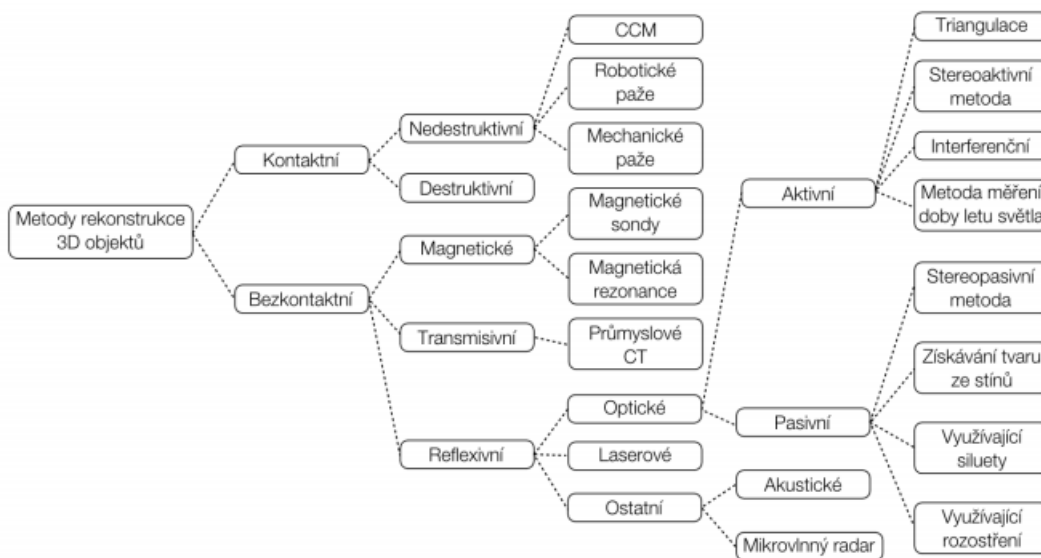 Metody rekonstrukce
3D objektů
Kontaktní
Bezkontaktní
Nedestruktivní
Destruktivní
Magnetické
Transmisivní
Reflexivní
CCM
Robotické
paže
Mechanické
paže
Magnetické
sondy
Magnetická
rezonance
Průmyslové
CT
Optické
Laserové
Ostatní
Aktivní
Pasivní
Akustické
Mikrovlnný radar
Triangulace
Stereoaktivní
metoda
Interferenční
Metoda měření
doby letu světla
Stereopasivní
metoda
Získávání tvaru
ze stínů
Využívající
siluety
Využívající
rozostření